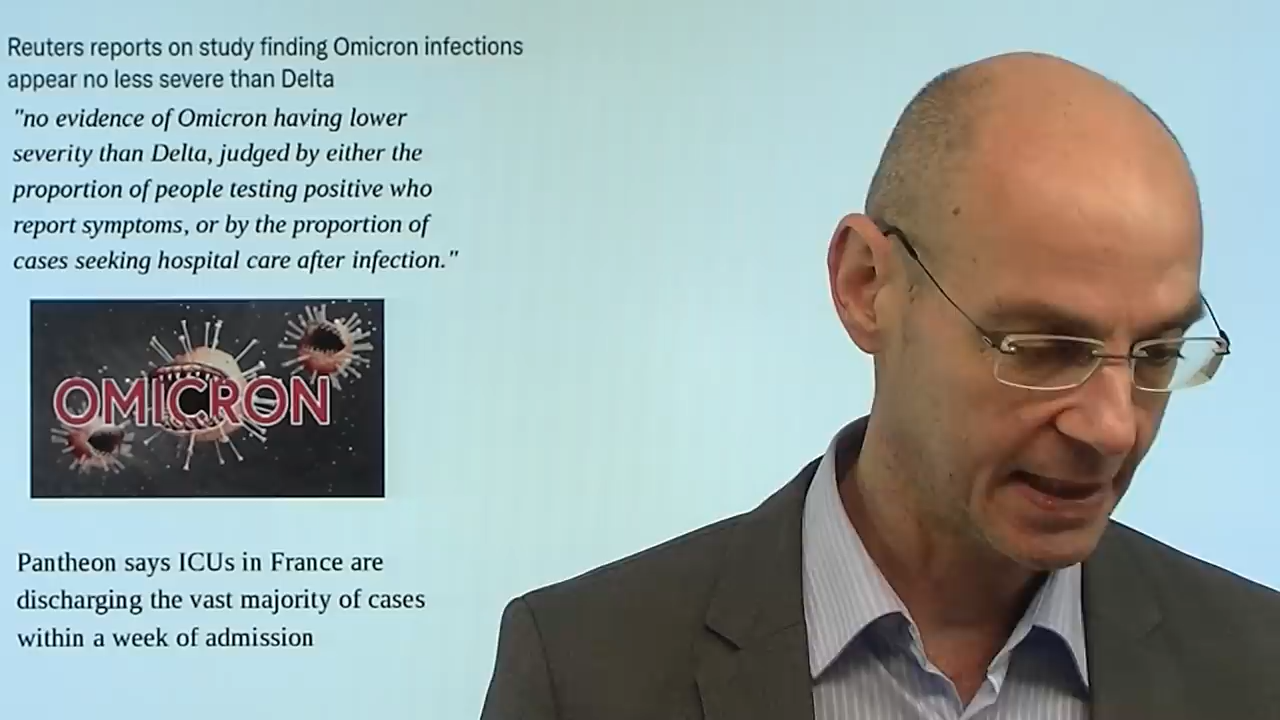 Reuters reports on study finding Omicron infections
appear no less severe than Delta
"no evidence of Omicron having lower
severity than Delta, judged by either the
proportion of people testing positive who
report symptoms, or by the proportion of
cases seeking hospital care after infection."
OMICRON
Pantheon says ICUs in France are
discharging the vast majority of cases
within a week of admission